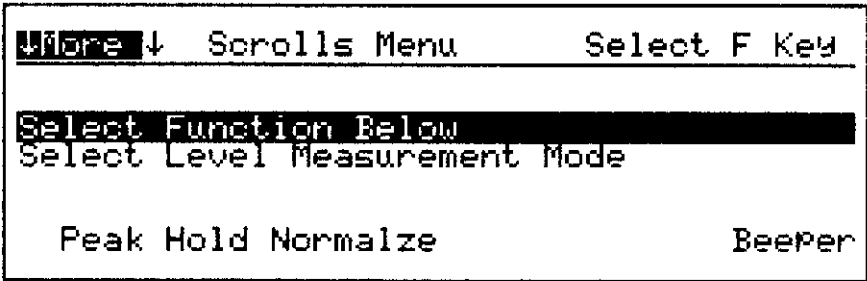 ↓More ↓ Scrolls Menu Select F Key
Select Function Below
Select Level Measurement Mode
Peak Hold Normalze Beeper